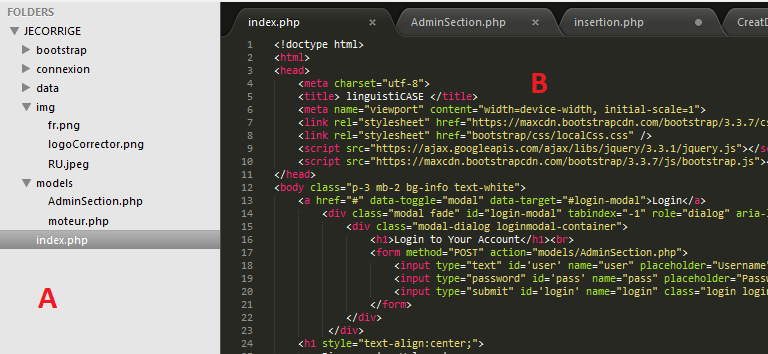 FOLDERS
JECORRIGE
bootstrap
connexion
data
img
fr.png
logoCorrector.png
RU.jpeg
models
AdminSection.php
moteur.php
index.php
A
index.php × AdminSection.php × insertion.php CreatD
B
1 <!doctype html>
2 <html>
3 <head>
4 <meta charset="utf-8">
5 <title> linguistiCASE </title>
6 <meta name="viewport" content="width=device-width, initial-scale=1">
7 <link rel="stylesheet" href="https://maxcdn.bootstrapcdn.com/bootstrap/3.3.7/cs
8 <link rel="stylesheet" href="bootstrap/css/localCss.css" />
9 <script src="https://ajax.googleapis.com/ajax/libs/jquery/3.3.1/jquery.js"></s
10 <script src="https://maxcdn.bootstrapcdn.com/bootstrap/3.3.7/js/bootstrap.js">
11 </head>
12 <body class="p-3 mb-2 bg-info text-white">
13 <a href="#" data-toggle="modal" data-target="#login-modal">Login</a>
14 <div class="modal fade" id="login-modal" tabindex="-1" role="dialog" aria-l
15 <div class="modal-dialog loginmodal-container">
16 <h1>Login to Your Account</h1><br>
17 <form method="POST" action="models/AdminSection.php">
18 <input type="text" id='user' name="user" placeholder="Username"
19 <input type="password" id='pass' name="pass" placeholder="Passw
20 <input type="submit" id='login' name="login" class="login login
21 </form>
22 </div>
23 </div>
24 <h1 style="text-align:center;">